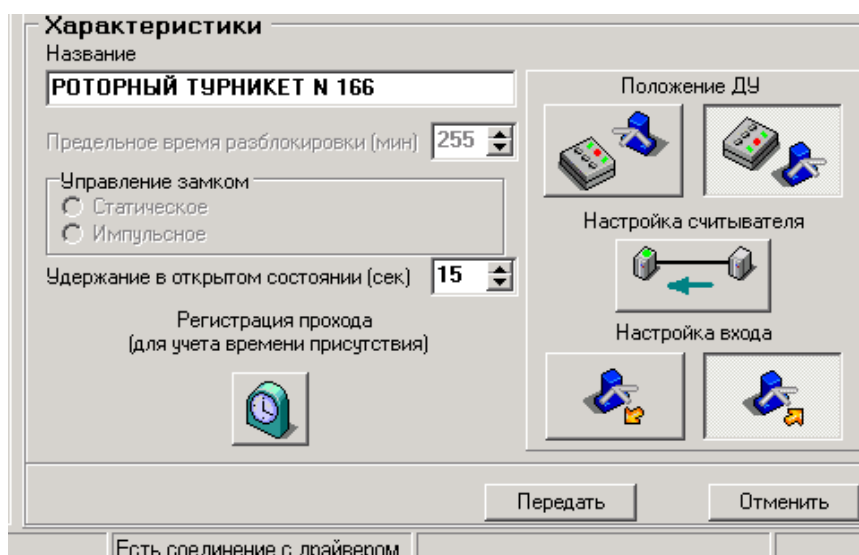 Характеристики
Название
РОТОРНЫЙ ТУРНИКЕТ N 166
Предельное время разблокировки (мин) 255
Управление замком
Статическое
Импульсное
Удержание в открытом состоянии (сек) 15
Регистрация прохода
(для учета времени присутствия)
Положение ДУ
Настройка считывателя
Настройка входа
Передать
Отменить
Есть соединение с драйвером